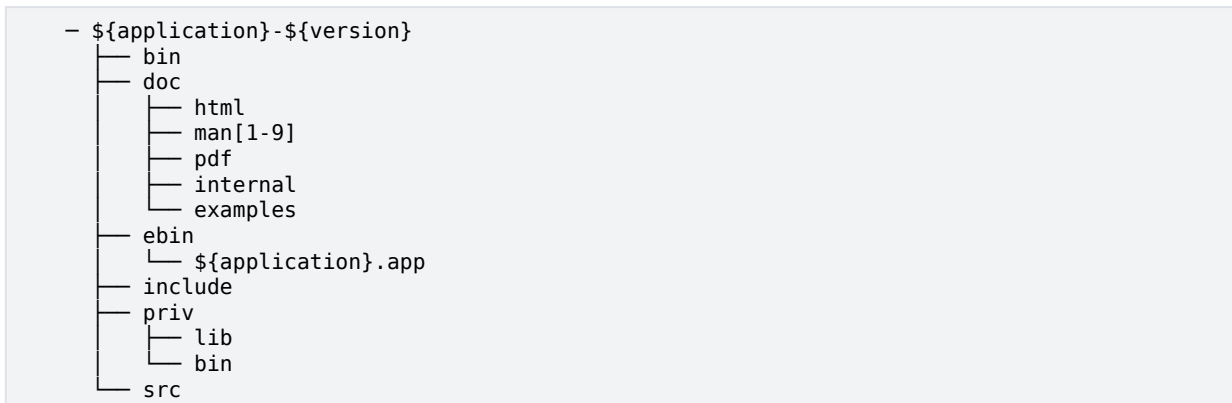 ─ ${application}-${version}
├── bin
├── doc
│   ├── html
│   ├── man[1-9]
│   ├── pdf
│   ├── internal
│   └── examples
├── ebin
│   └── ${application}.app
├── include
├── priv
│   ├── lib
│   └── bin
└── src